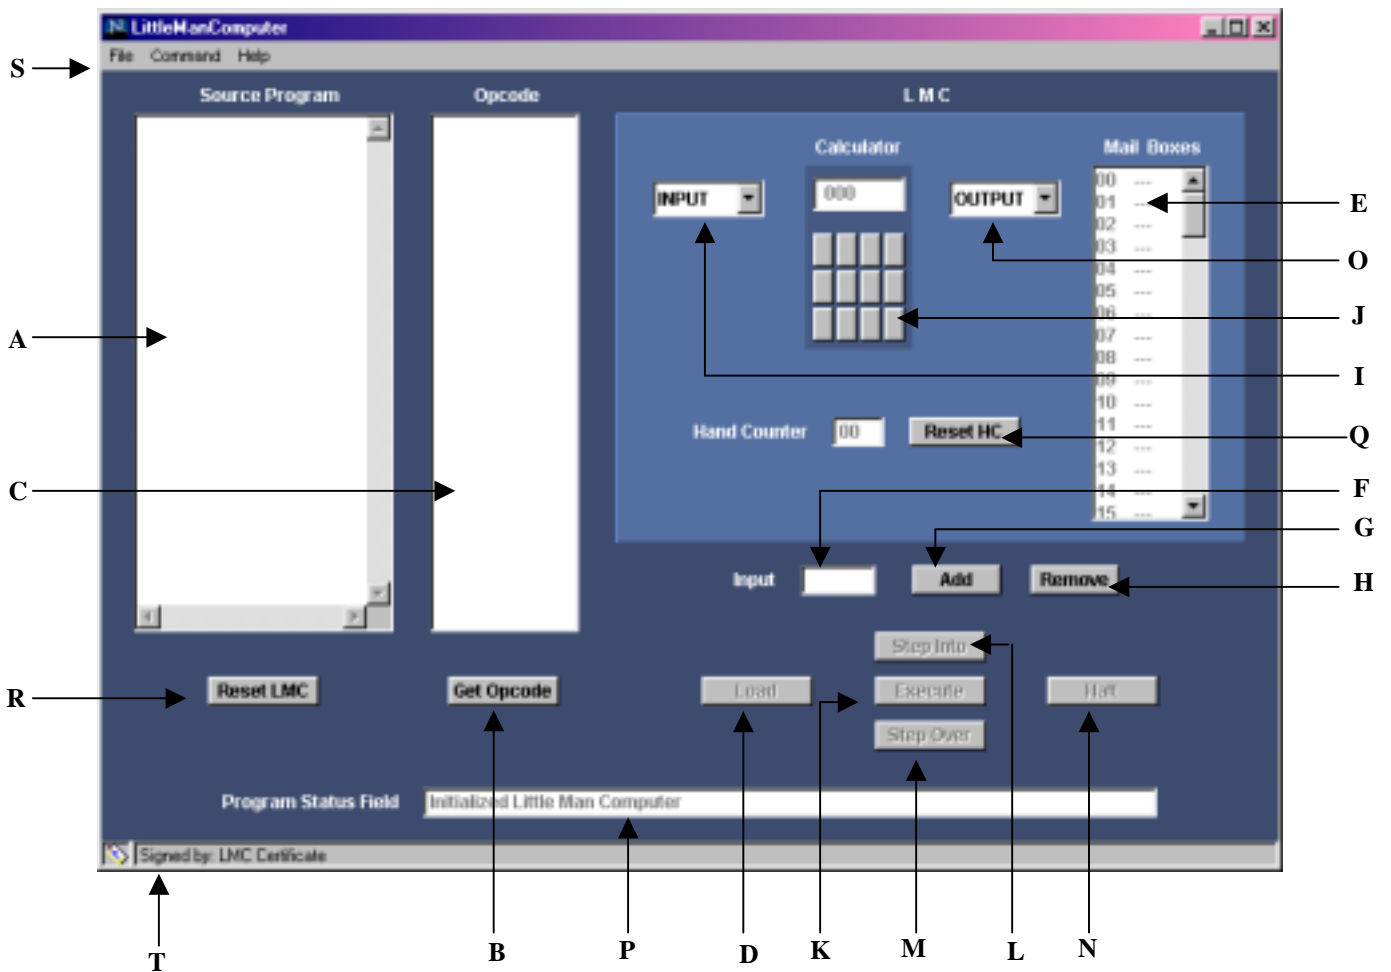 LittleManComputer
File Command Help
S
Source Program Opcode L M C
Calculator Mail Boxes
INPUT 000 OUTPUT
00 ---
01 ---
E
02 ---
03 ---
O
04 ---
05 ---
06 ---
J
07 ---
A
08 ---
I
09 ---
10 ---
11 ---
Hand Counter 00 Reset HC
Q
12 ---
13 ---
F
C
14 ---
15 ---
G
Input Add Remove
H
Step Into
R
Reset LMC Get Opcode Load Execute Halt
Step Over
Program Status Field Initialized Little Man Computer
Signed by: LMC Certificate
T B P D K M L N